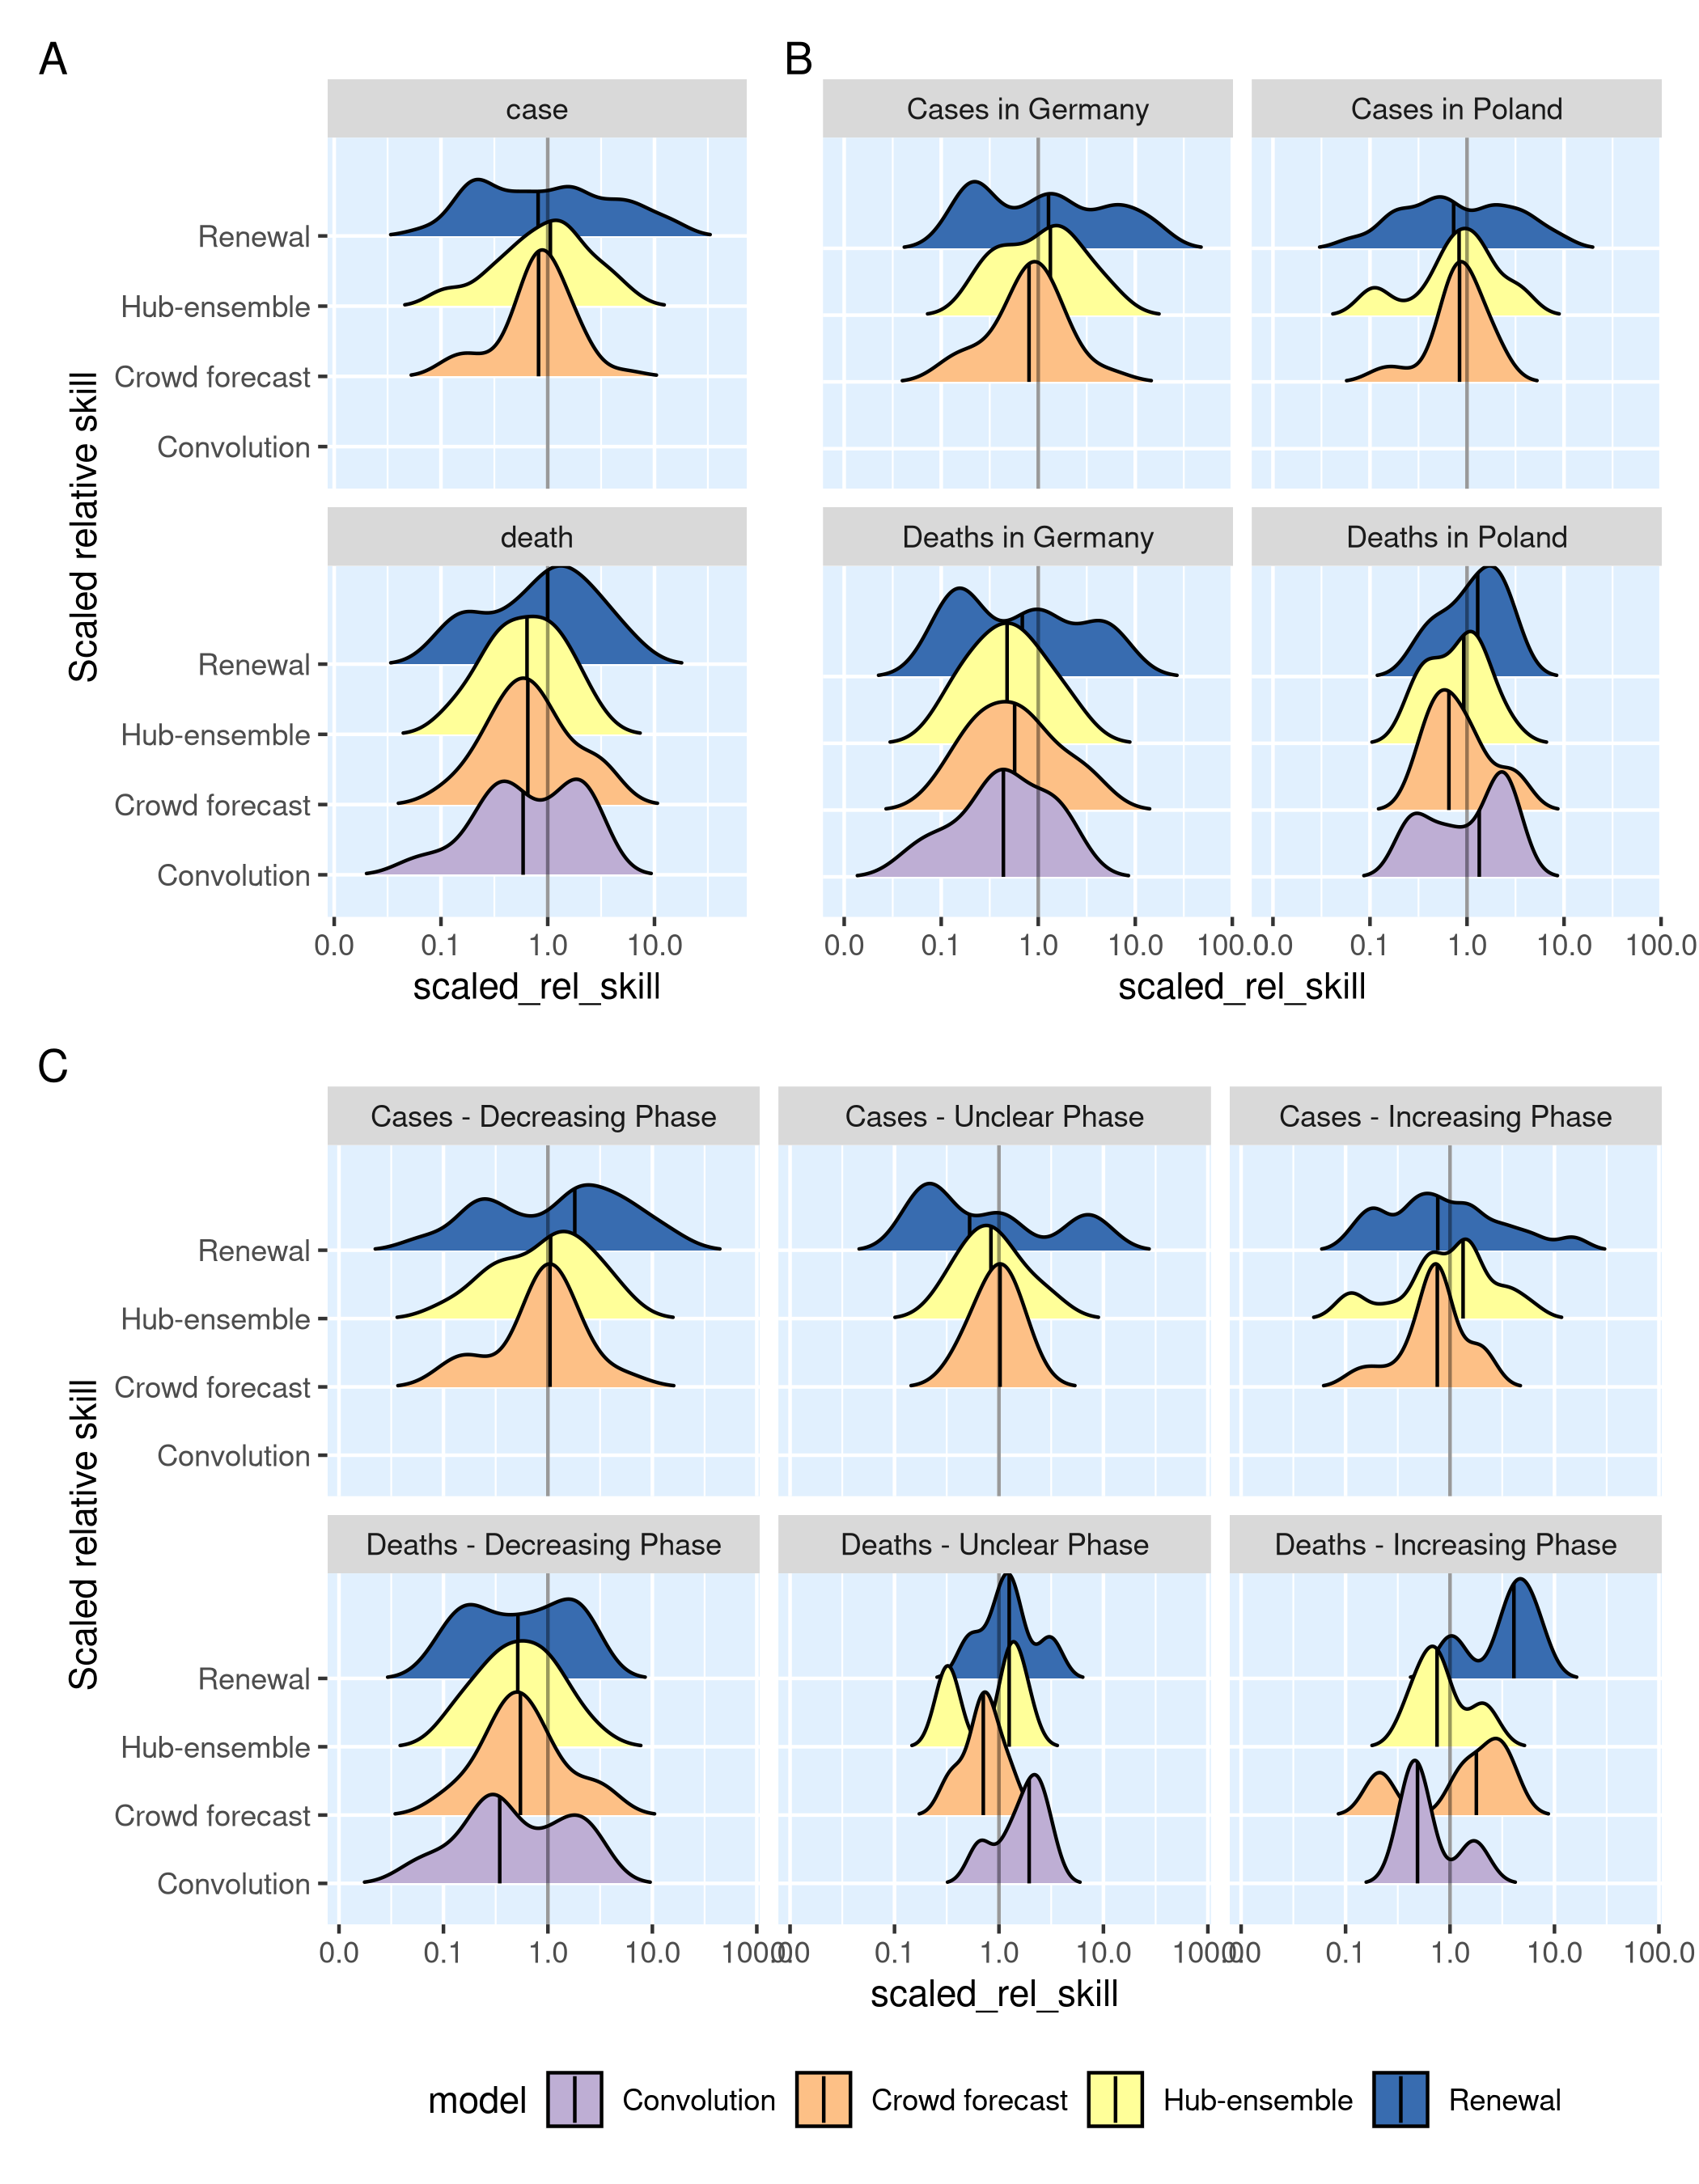 A
B
case
Cases in Germany
Cases in Poland
Scaled relative skill
Renewal
Hub-ensemble
Crowd forecast
Convolution
death
Deaths in Germany
Deaths in Poland
Renewal
Hub-ensemble
Crowd forecast
Convolution
0.0 0.1 1.0 10.0
0.0 0.1 1.0 10.0 100.0
0.0 0.1 1.0 10.0 100.0
scaled_rel_skill
scaled_rel_skill
C
Cases - Decreasing Phase
Cases - Unclear Phase
Cases - Increasing Phase
Scaled relative skill
Renewal
Hub-ensemble
Crowd forecast
Convolution
Deaths - Decreasing Phase
Deaths - Unclear Phase
Deaths - Increasing Phase
Renewal
Hub-ensemble
Crowd forecast
Convolution
0.0 0.1 1.0 10.0 100.0
0.0 0.1 1.0 10.0 100.0
0.0 0.1 1.0 10.0 100.0
scaled_rel_skill
model Convolution Crowd forecast Hub-ensemble Renewal